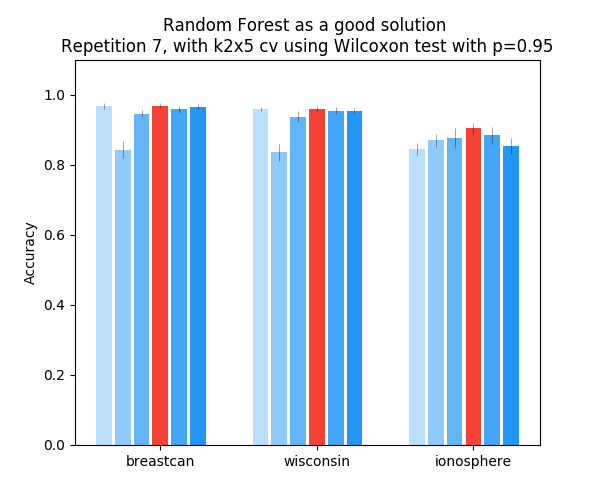 Random Forest as a good solution
Repetition 7, with k2x5 cv using Wilcoxon test with p=0.95
Accuracy
1.0
0.8
0.6
0.4
0.2
0.0
breastcan
wisconsin
ionosphere